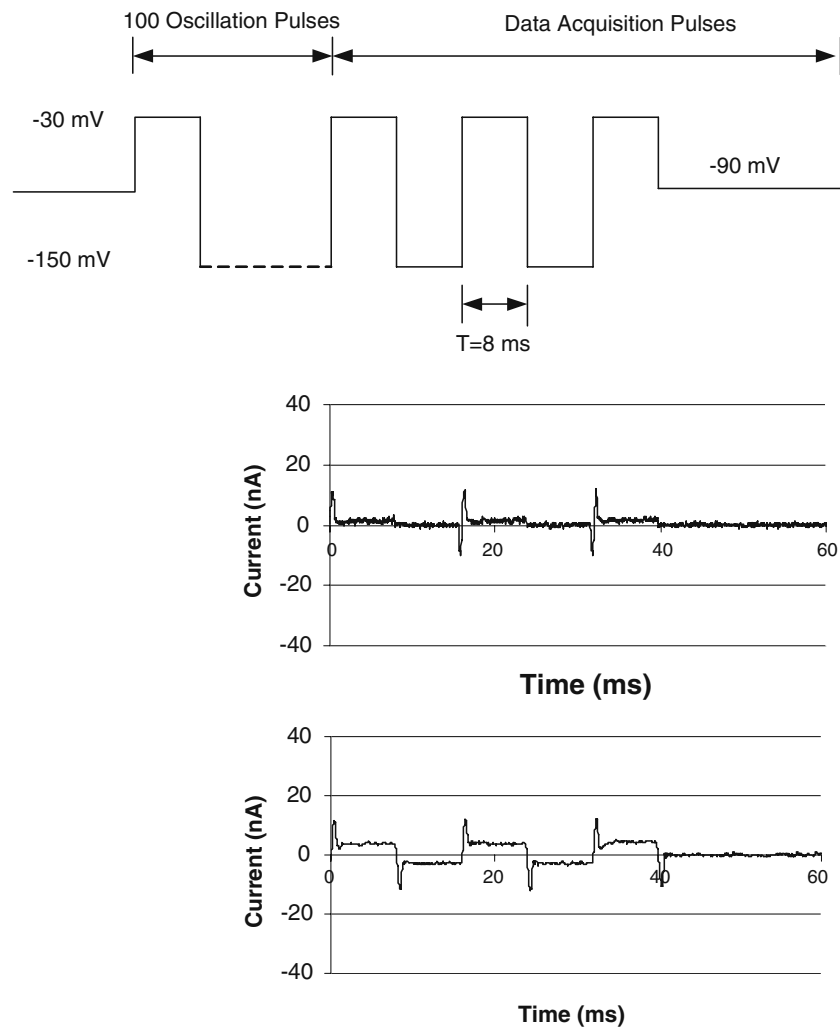 100 Oscillation Pulses
Data Acquisition Pulses
-30 mV
-90 mV
-150 mV
T=8 ms
40
20
0
-20
-40
0
20
40
60
Current (nA)
Time (ms)
40
20
0
-20
-40
0
20
40
60
Current (nA)
Time (ms)